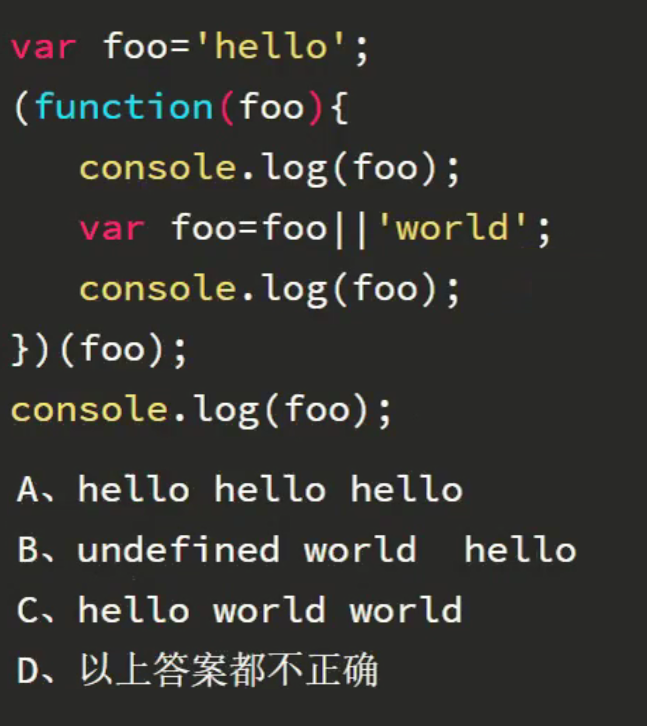 var foo='hello';
(function(foo){
console.log(foo);
var foo=foo||'world';
console.log(foo);
})(foo);
console.log(foo);
A、hello hello hello
B、undefined world hello
C、hello world world
D、以上答案都不正确